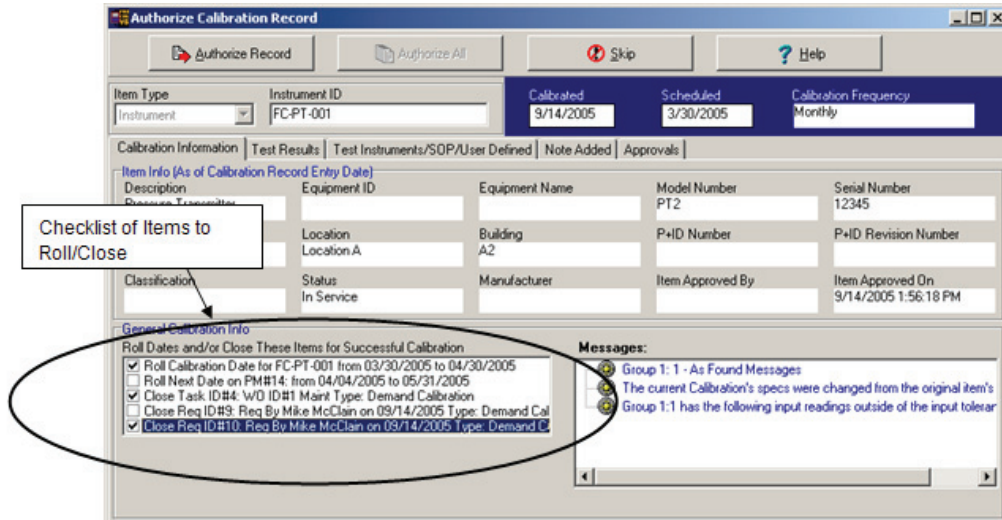 Authorize Calibration Record
Authorize Record Authorize All Skip ? Help
Item Type Instrument ID Calibrated Scheduled Calibration Frequency
Instrument FC-PT-001 9/14/2005 3/30/2005 Monthly
Calibration Information Test Results Test Instruments/SOP/User Defined Note Added Approvals
Item Info (As of Calibration Record Entry Date)
Description Equipment ID Equipment Name Model Number Serial Number
Pressure Transmitter PT2 12345
Checklist of Items to
Roll/Close
Location Building P+ID Number P+ID Revision Number
Location A A2
Classification Status Manufacturer Item Approved By Item Approved On
In Service 9/14/2005 1:56:18 PM
General Calibration Info
Roll Dates and/or Close These Items for Successful Calibration
Roll Calibration Date for FC-PT-001 from 03/30/2005 to 04/30/2005
Roll Next Date on PM#14: from 04/04/2005 to 05/31/2005
Close Task ID#4: WO ID#1 Maint Type: Demand Calibration
Close Req ID#9: Req By Mike McClain on 09/14/2005 Type: Demand Cal
Close Req ID#10: Req By Mike McClain on 09/14/2005 Type: Demand C
Messages:
Group 1: 1 - As Found Messages
The current Calibration's specs were changed from the original item's
Group 1:1 has the following input readings outside of the input toleran